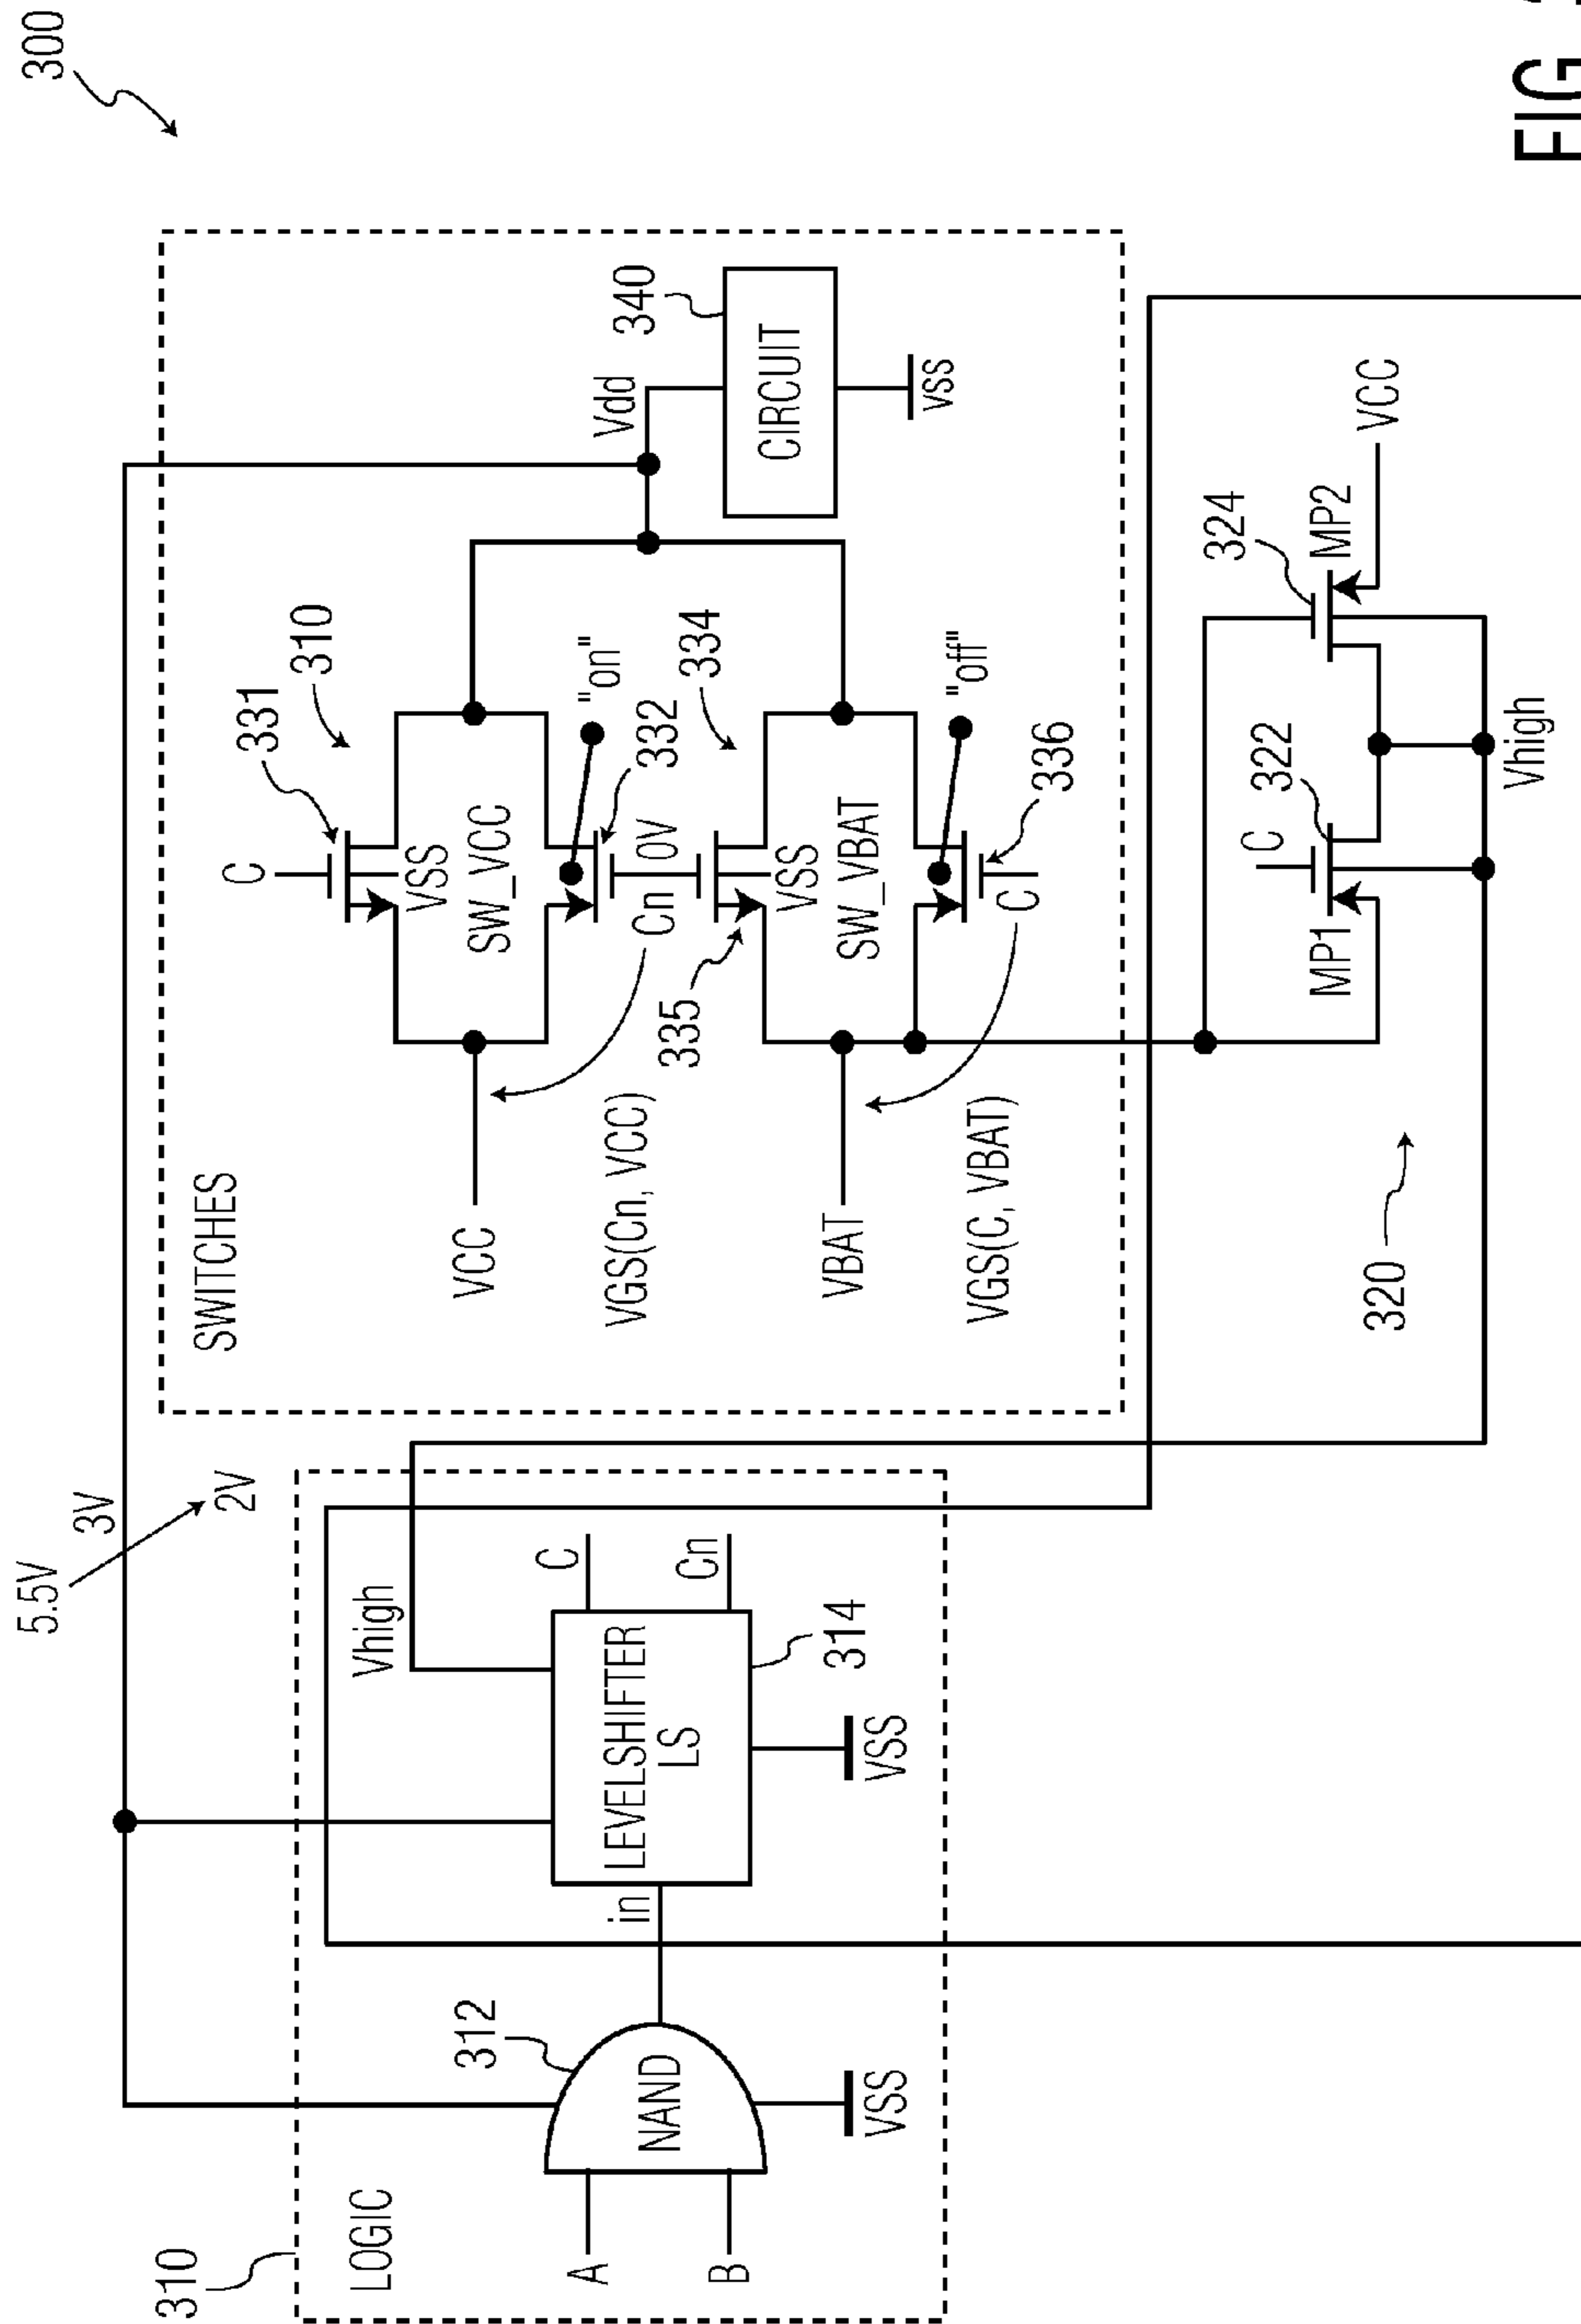 300
5.5V
3V
2V
310
LOGIC
A
B
NAND
312
VSS
in
LEVELSHIFTER
LS
314
VSS
Vhigh
C
Cn
SWITCHES
VCC
VGS(Cn, VCC)
VBAT
VGS(C, VBAT)
C
331
310
VSS
SW_VCC
"on"
332
Cn
0V
335
334
VSS
SW_VBAT
"off"
336
C
Vdd
340
CIRCUIT
VSS
320
MP1
C
322
324
MP2
VCC
Vhigh
FIG.